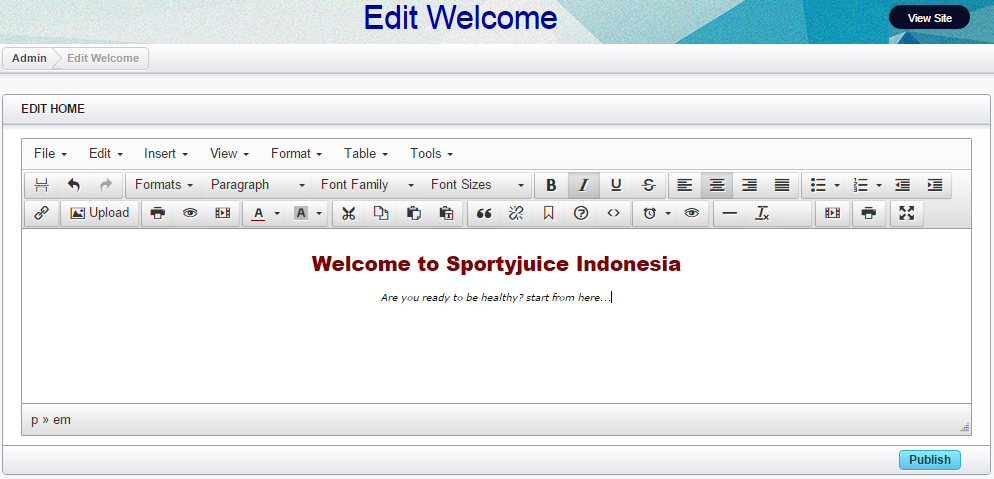 Edit Welcome
View Site
Admin Edit Welcome
EDIT HOME
File Edit Insert View Format Table Tools
Formats Paragraph Font Family Font Sizes B I U S
Upload A A
Welcome to Sportyjuice Indonesia
Are you ready to be healthy? start from here...
p » em
Publish